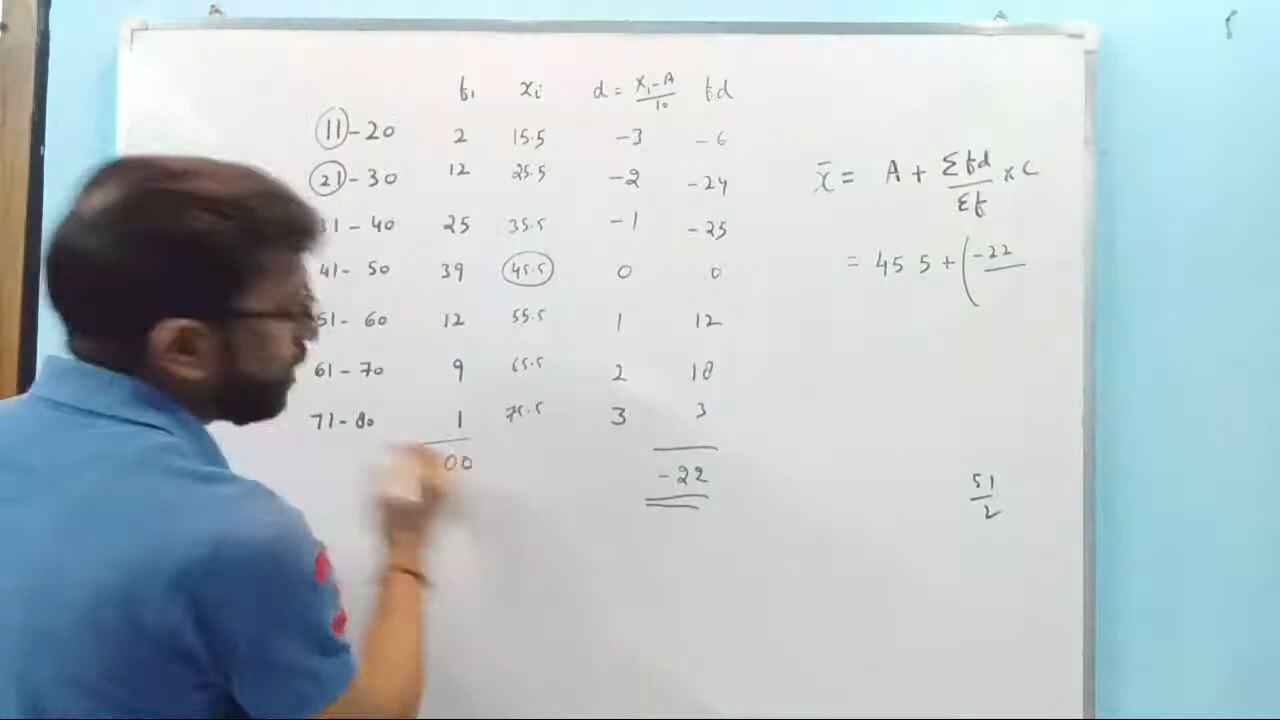 f₁ xᵢ d = x₁-A/10 fd
11-20 2 15.5 -3 -6
21-30 12 25.5 -2 -24
31-40 25 35.5 -1 -25
41-50 39 45.5 0 0
51-60 12 55.5 1 12
61-70 9 65.5 2 18
71-80 1 75.5 3 3
00 -22
x̄ = A + Σfd/Σf × C
= 45 5 + ( -22
51/2